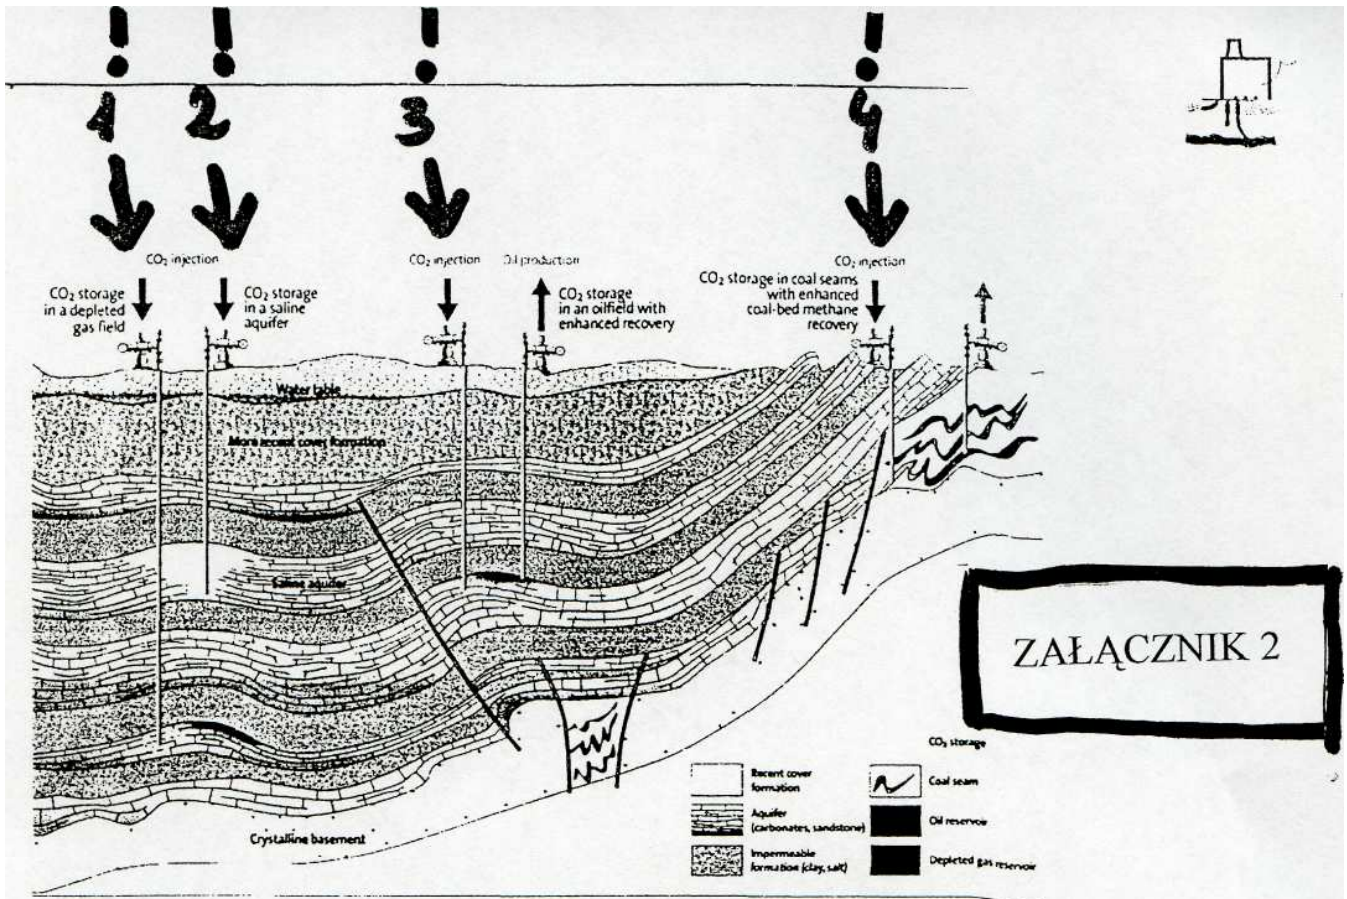 1 2 3 4
CO₂ injection
CO₂ storage
in a depleted
gas field
CO₂ storage
in a saline
aquifer
CO₂ injection
Oil production
CO₂ storage
in an oilfield with
enhanced recovery
CO₂ injection
CO₂ storage in coal seams
with enhanced
coal-bed methane
recovery
Water table
More recent cover formation
Saline aquifer
Crystalline basement
ZAŁĄCZNIK 2
CO₂ storage
Recent cover
formation
Aquifer
(carbonates, sandstone)
Impermeable
formation (clay, salt)
Coal seam
Oil reservoir
Depleted gas reservoir